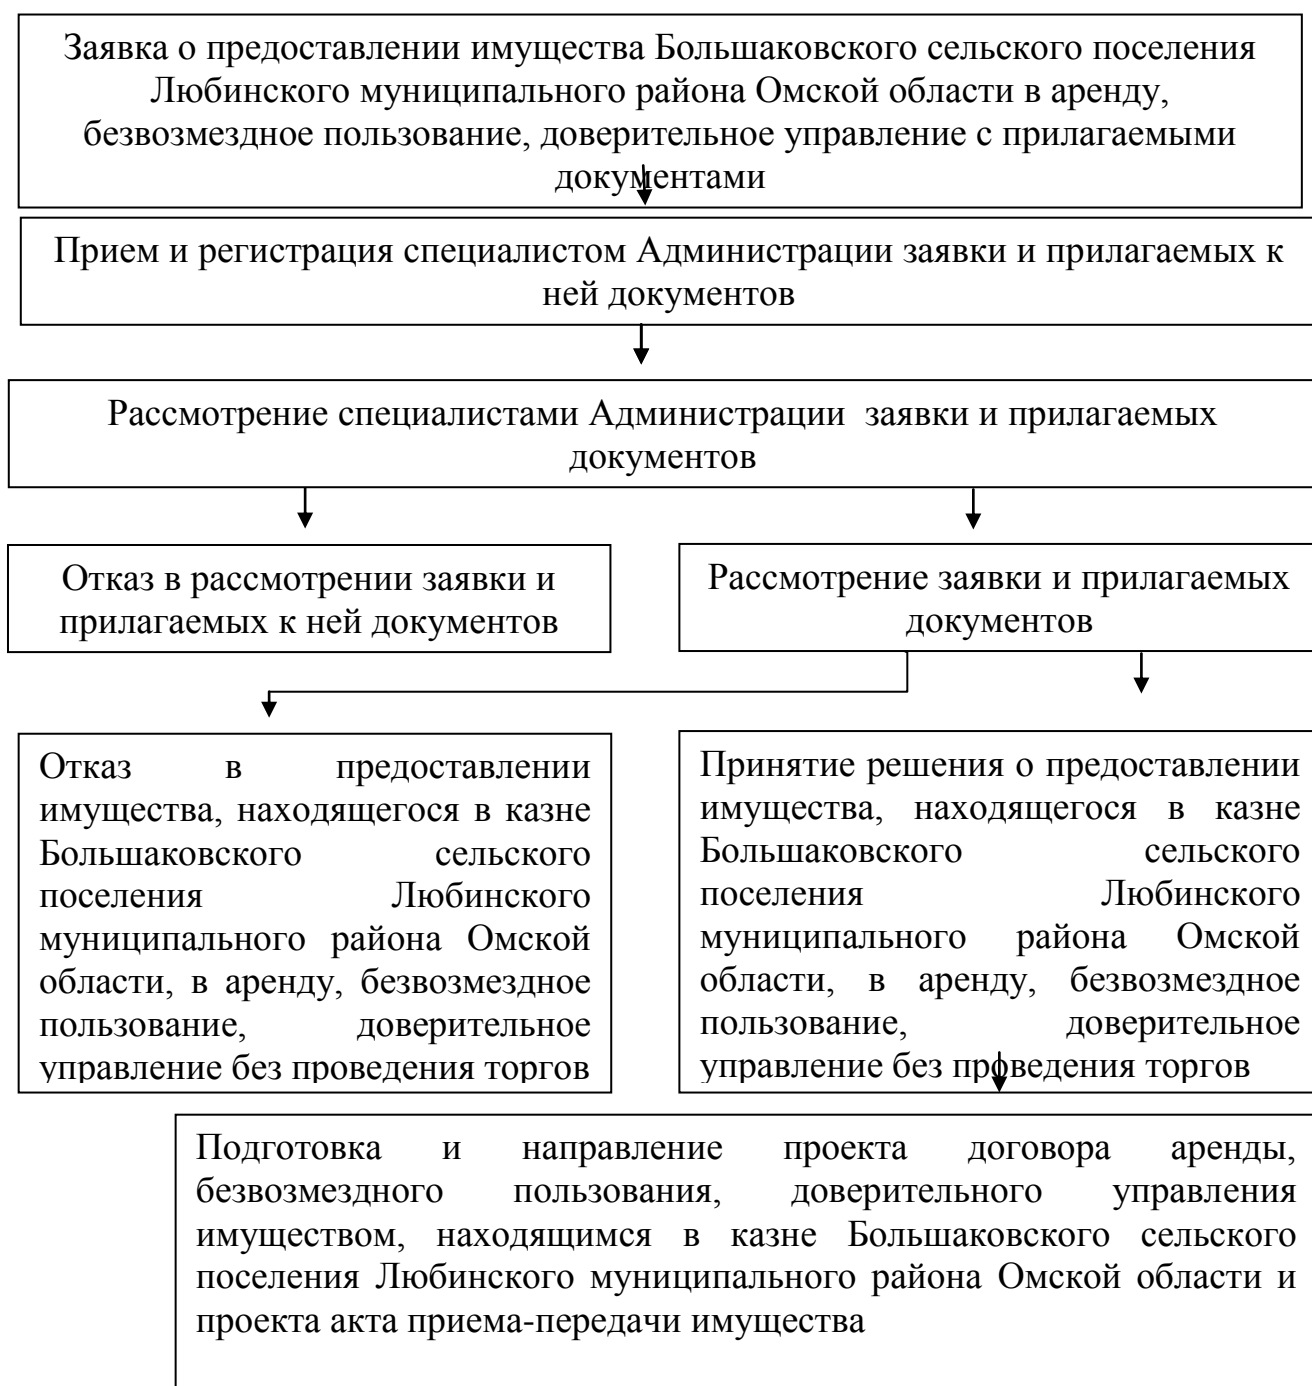 Заявка о предоставлении имущества Большаковского сельского поселения
Любинского муниципального района Омской области в аренду,
безвозмездное пользование, доверительное управление с прилагаемыми
документами
Прием и регистрация специалистом Администрации заявки и прилагаемых к
ней документов
Рассмотрение специалистами Администрации заявки и прилагаемых
документов
Отказ в рассмотрении заявки и
прилагаемых к ней документов
Рассмотрение заявки и прилагаемых
документов
Отказ в предоставлении
имущества, находящегося в казне
Большаковского сельского
поселения Любинского
муниципального района Омской
области, в аренду, безвозмездное
пользование, доверительное
управление без проведения торгов
Принятие решения о предоставлении
имущества, находящегося в казне
Большаковского сельского
поселения Любинского
муниципального района Омской
области, в аренду, безвозмездное
пользование, доверительное
управление без проведения торгов
Подготовка и направление проекта договора аренды,
безвозмездного пользования, доверительного управления
имуществом, находящимся в казне Большаковского сельского
поселения Любинского муниципального района Омской области и
проекта акта приема-передачи имущества